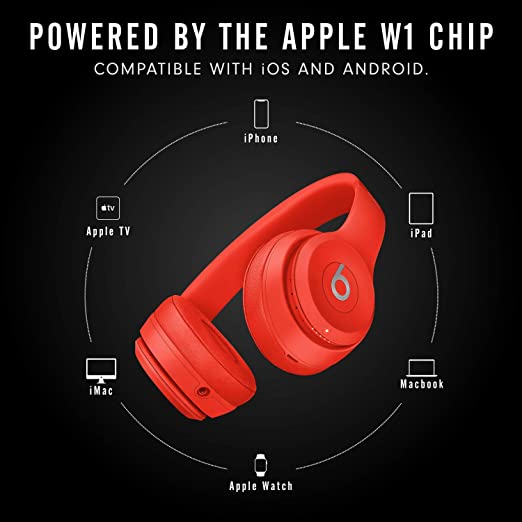 POWERED BY THE APPLE W1 CHIP
COMPATIBLE WITH iOS AND ANDROID.
iPhone
tv
Apple TV
iPad
iMac
Macbook
Apple Watch